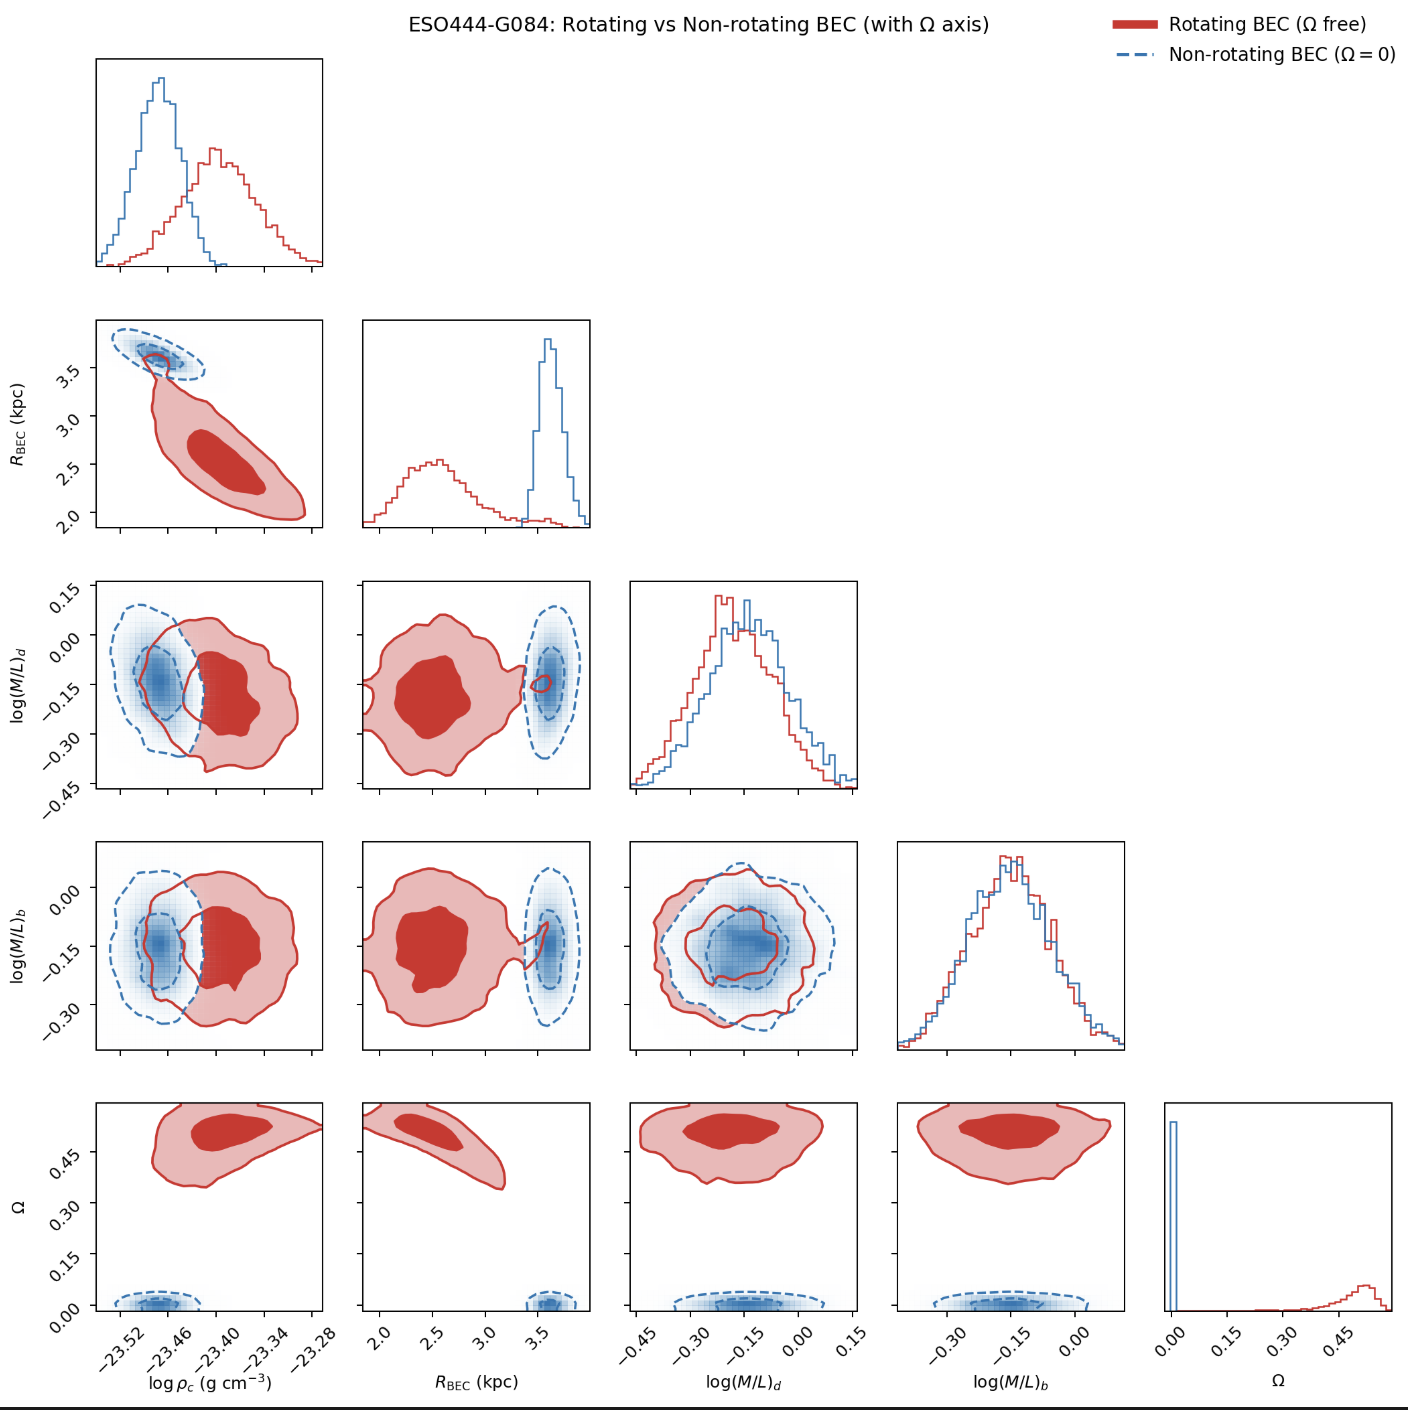 ESO444-G084: Rotating vs Non-rotating BEC (with Ω axis)
Rotating BEC (Ω free)
Non-rotating BEC (Ω = 0)
R_BEC (kpc)
3.5
3.0
2.5
2.0
log(M/L)_d
0.15
0.00
−0.15
−0.30
−0.45
log(M/L)_b
0.00
−0.15
−0.30
Ω
0.45
0.30
0.15
0.00
−23.52 −23.46 −23.40 −23.34 −23.28
log ρ_c (g cm⁻³)
2.0 2.5 3.0 3.5
R_BEC (kpc)
−0.45 −0.30 −0.15 0.00 0.15
log(M/L)_d
−0.30 −0.15 0.00
log(M/L)_b
0.00 0.15 0.30 0.45
Ω